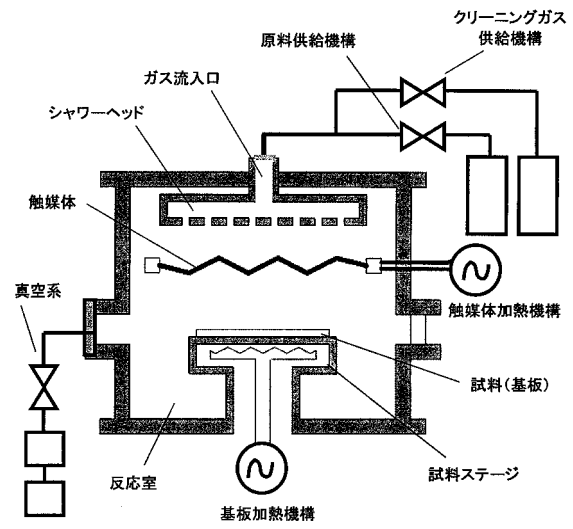 クリーニングガス
供給機構
原料供給機構
ガス流入口
シャワーヘッド
触媒体
真空系
触媒体加熱機構
試料(基板)
試料ステージ
反応室
基板加熱機構